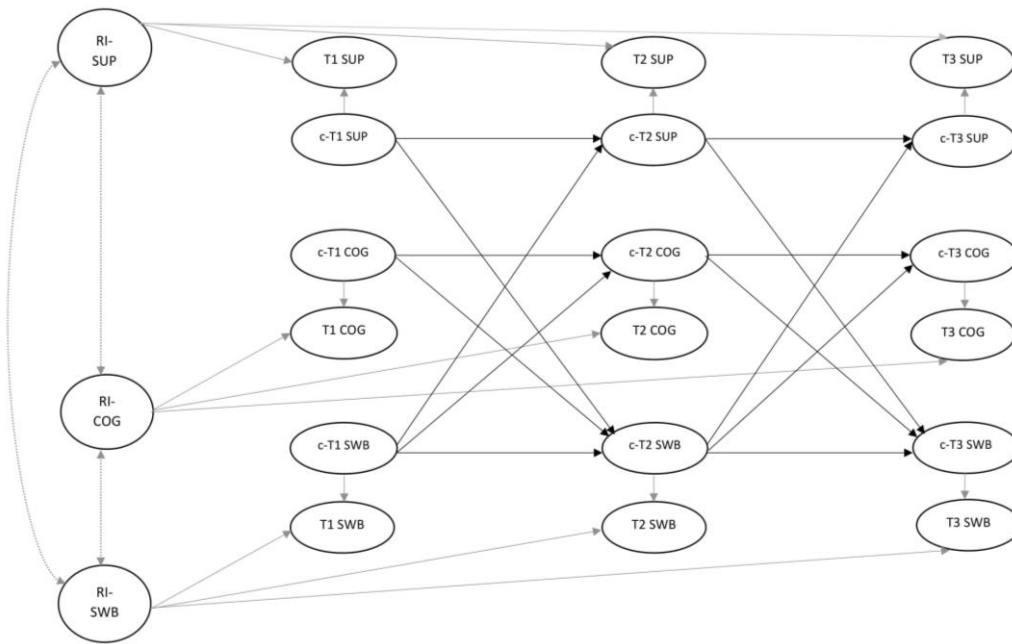 RI-
SUP
T1 SUP
T2 SUP
T3 SUP
c-T1 SUP
c-T2 SUP
c-T3 SUP
c-T1 COG
c-T2 COG
c-T3 COG
T1 COG
T2 COG
T3 COG
RI-
COG
c-T1 SWB
c-T2 SWB
c-T3 SWB
T1 SWB
T2 SWB
T3 SWB
RI-
SWB